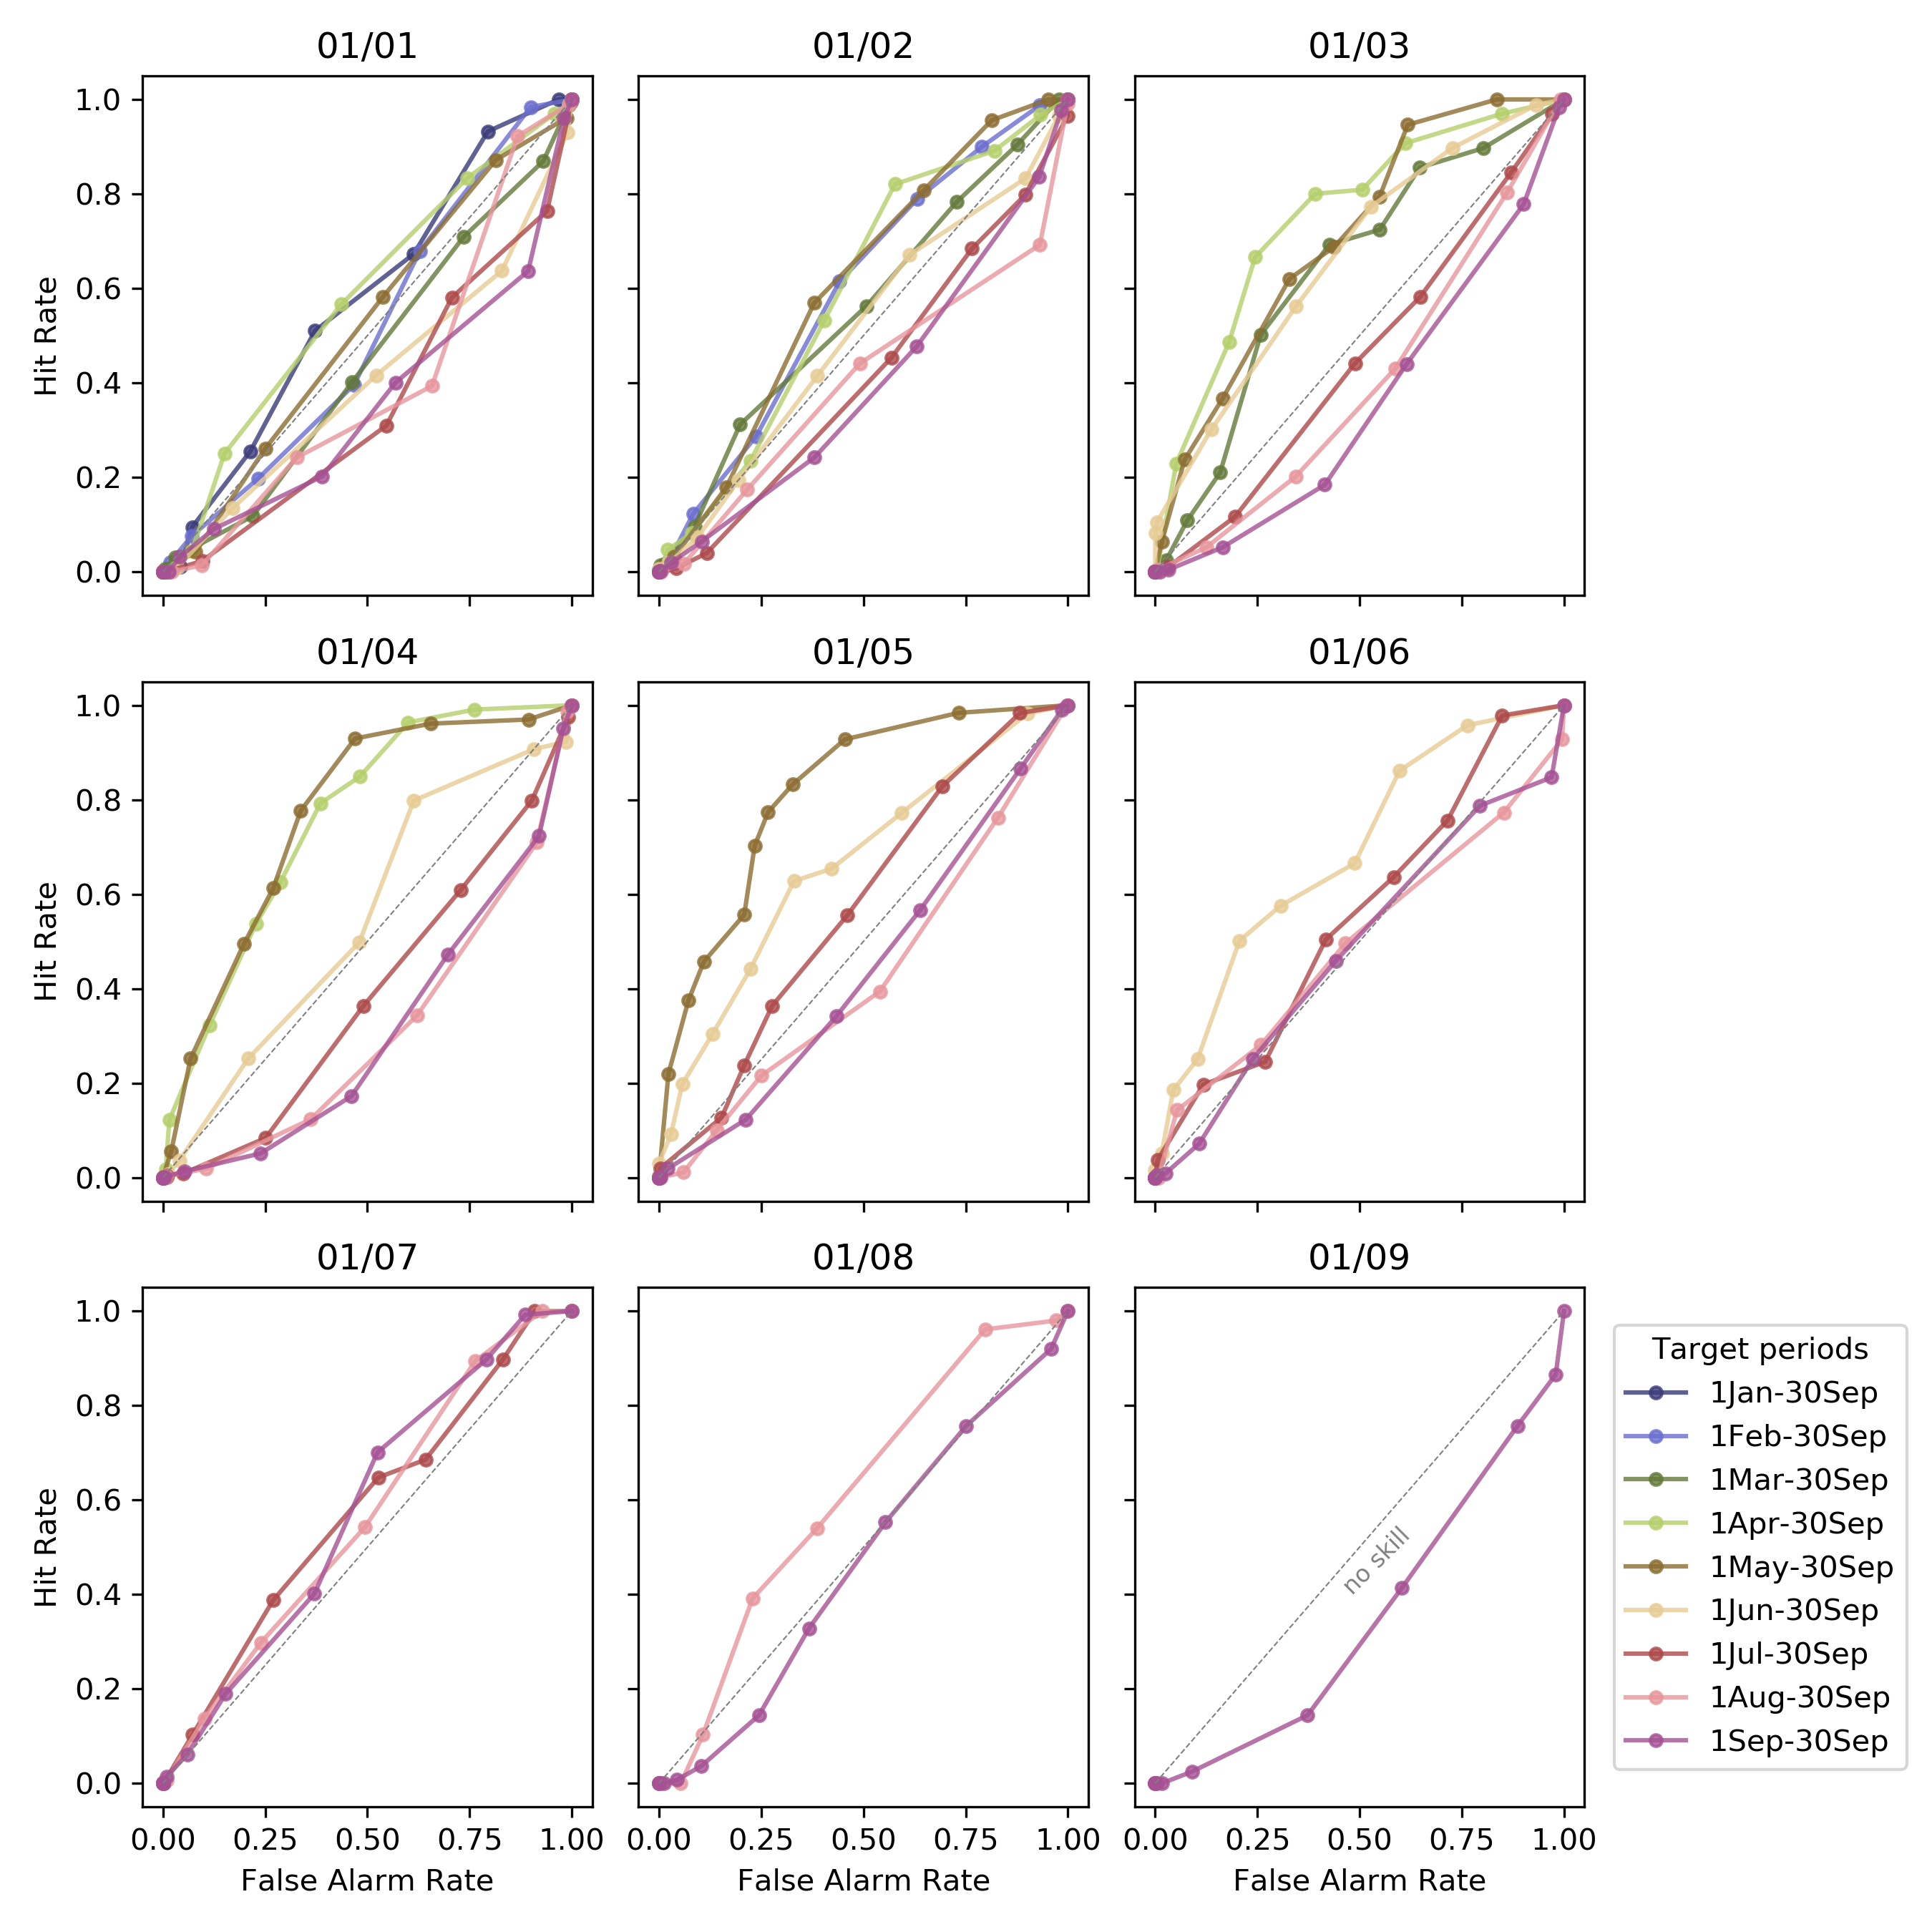 01/01
01/02
01/03
1.0
0.8
0.6
0.4
0.2
0.0
Hit Rate
01/04
01/05
01/06
1.0
0.8
0.6
0.4
0.2
0.0
Hit Rate
01/07
01/08
01/09
1.0
0.8
0.6
0.4
0.2
0.0
Hit Rate
no skill
0.00 0.25 0.50 0.75 1.00
0.00 0.25 0.50 0.75 1.00
0.00 0.25 0.50 0.75 1.00
False Alarm Rate
False Alarm Rate
False Alarm Rate
Target periods
1Jan-30Sep
1Feb-30Sep
1Mar-30Sep
1Apr-30Sep
1May-30Sep
1Jun-30Sep
1Jul-30Sep
1Aug-30Sep
1Sep-30Sep